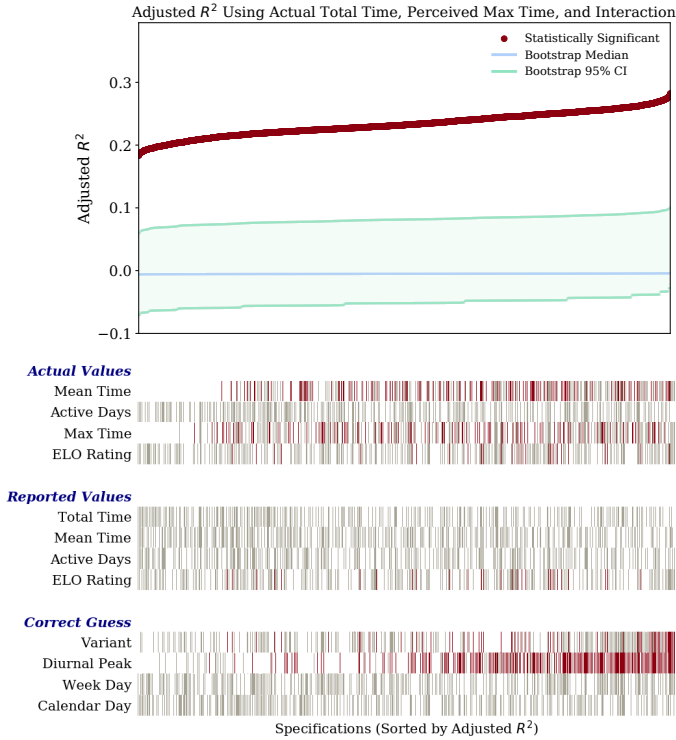 Adjusted R² Using Actual Total Time, Perceived Max Time, and Interaction
Statistically Significant
Bootstrap Median
Bootstrap 95% CI
0.3
0.2
0.1
0.0
−0.1
Adjusted R²
Actual Values
Mean Time
Active Days
Max Time
ELO Rating
Reported Values
Total Time
Mean Time
Active Days
ELO Rating
Correct Guess
Variant
Diurnal Peak
Week Day
Calendar Day
Specifications (Sorted by Adjusted R²)